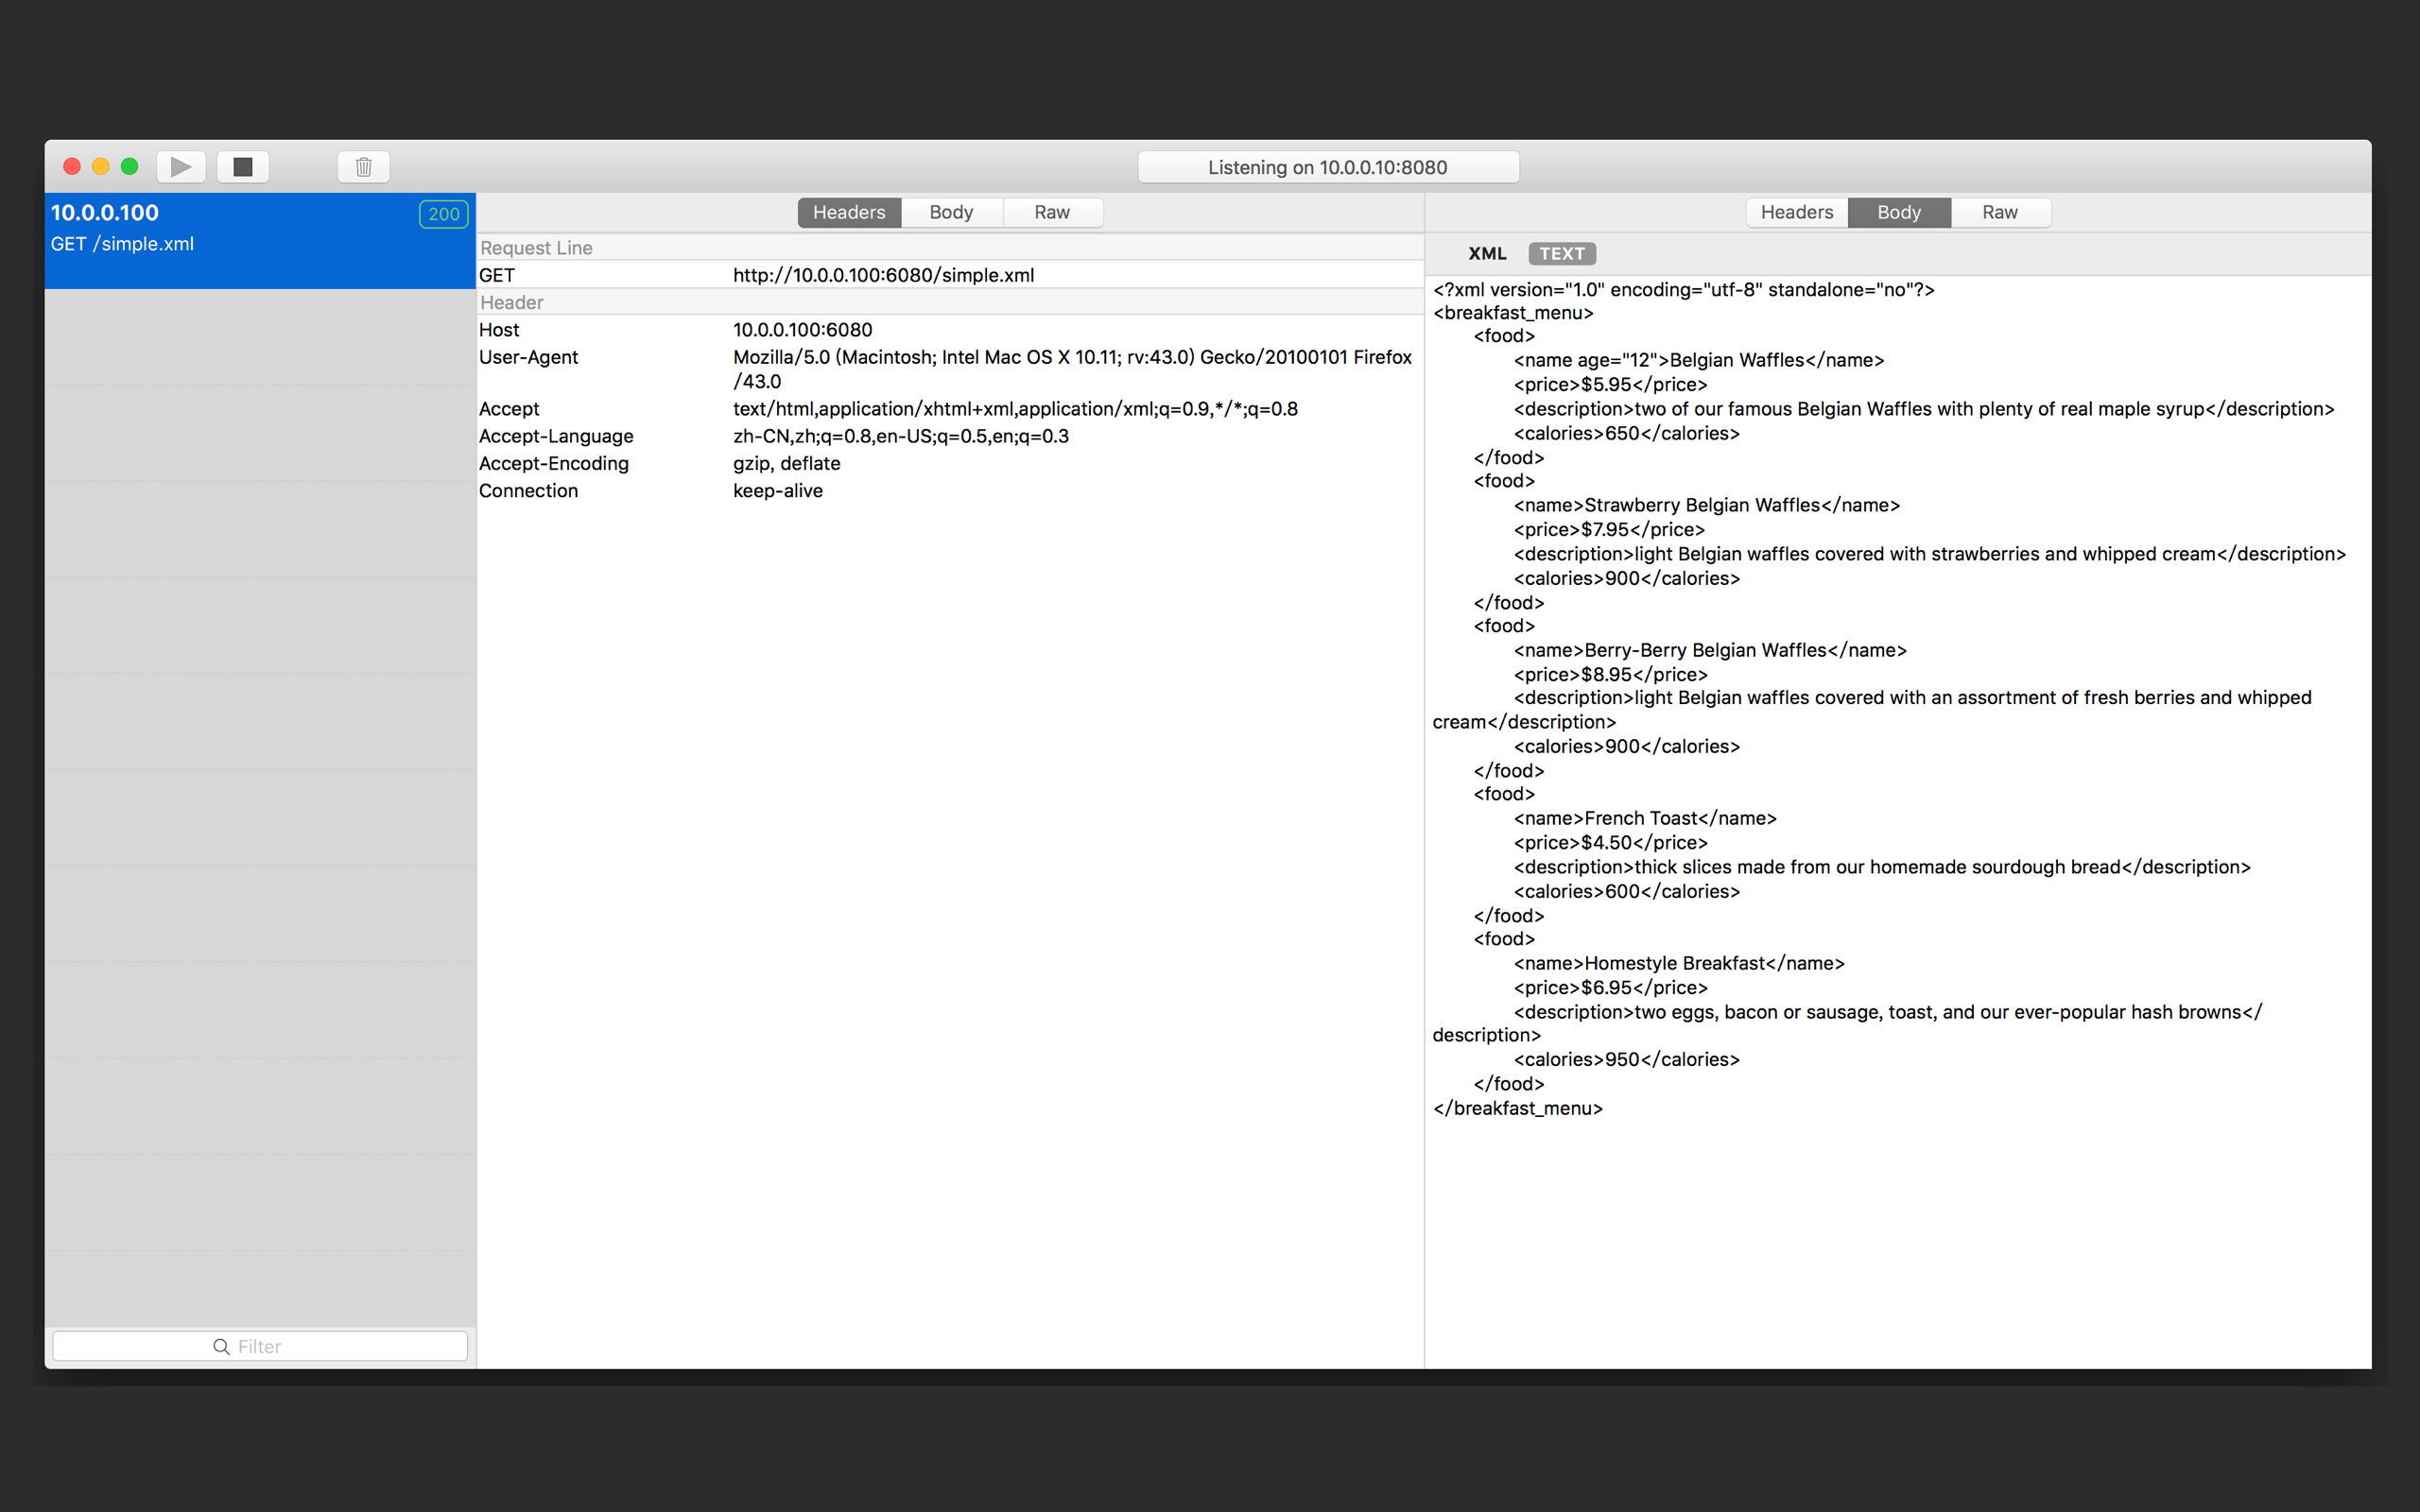 Listening on 10.0.0.10:8080
10.0.0.100
200
GET /simple.xml
Filter
Headers Body Raw
Request Line
GET http://10.0.0.100:6080/simple.xml
Header
Host 10.0.0.100:6080
User-Agent Mozilla/5.0 (Macintosh; Intel Mac OS X 10.11; rv:43.0) Gecko/20100101 Firefox
/43.0
Accept text/html,application/xhtml+xml,application/xml;q=0.9,*/*;q=0.8
Accept-Language zh-CN,zh;q=0.8,en-US;q=0.5,en;q=0.3
Accept-Encoding gzip, deflate
Connection keep-alive
Headers Body Raw
XML TEXT
<?xml version="1.0" encoding="utf-8" standalone="no"?>
<breakfast_menu>
<food>
<name age="12">Belgian Waffles</name>
<price>$5.95</price>
<description>two of our famous Belgian Waffles with plenty of real maple syrup</description>
<calories>650</calories>
</food>
<food>
<name>Strawberry Belgian Waffles</name>
<price>$7.95</price>
<description>light Belgian waffles covered with strawberries and whipped cream</description>
<calories>900</calories>
</food>
<food>
<name>Berry-Berry Belgian Waffles</name>
<price>$8.95</price>
<description>light Belgian waffles covered with an assortment of fresh berries and whipped
cream</description>
<calories>900</calories>
</food>
<food>
<name>French Toast</name>
<price>$4.50</price>
<description>thick slices made from our homemade sourdough bread</description>
<calories>600</calories>
</food>
<food>
<name>Homestyle Breakfast</name>
<price>$6.95</price>
<description>two eggs, bacon or sausage, toast, and our ever-popular hash browns</
description>
<calories>950</calories>
</food>
</breakfast_menu>